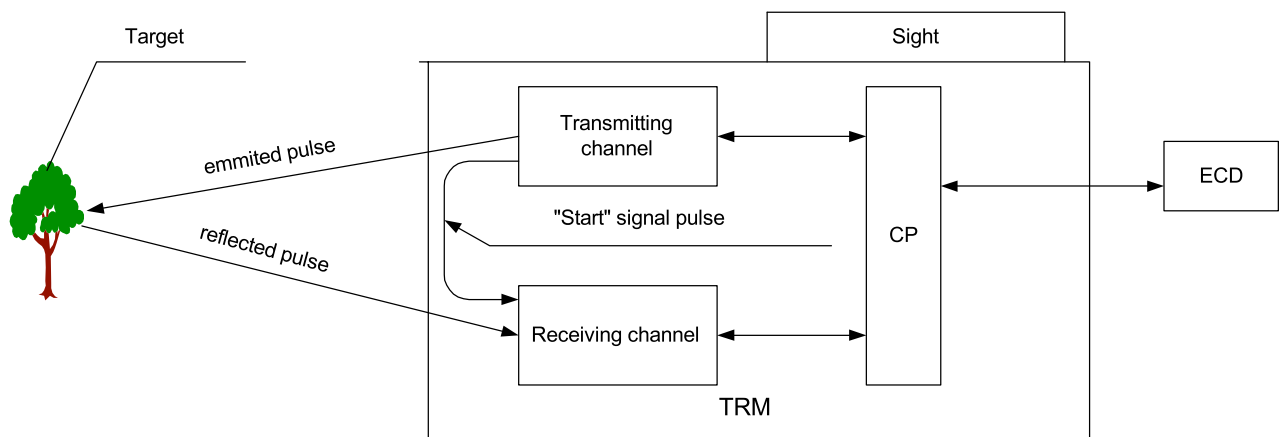 Target
Sight
Transmitting
channel
emmited pulse
ECD
"Start" signal pulse
CP
reflected pulse
Receiving channel
TRM